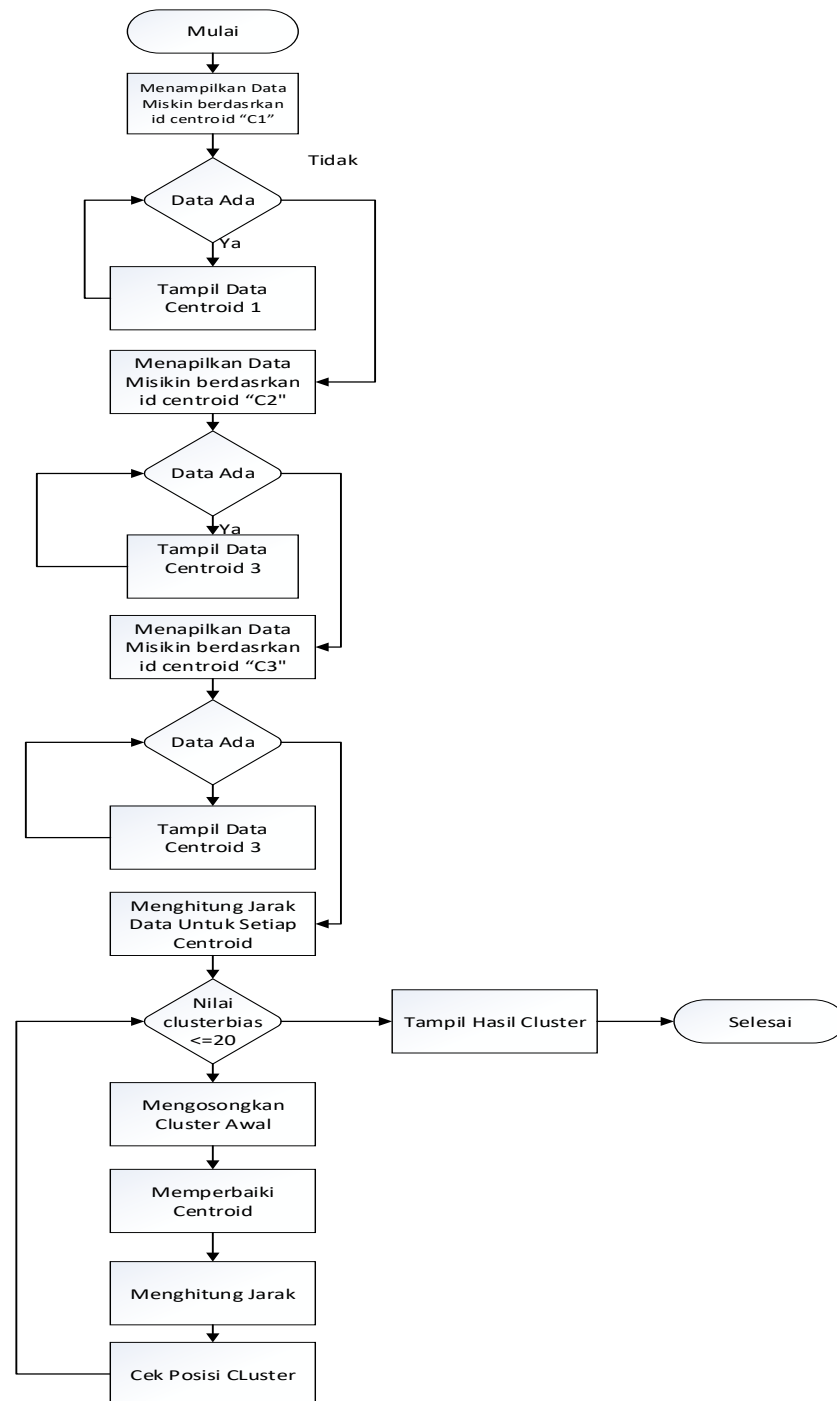 Mulai
Menampilkan Data
Miskin berdasrkan
id centroid “C1”
Tidak
Data Ada
Ya
Tampil Data
Centroid 1
Menapilkan Data
Misikin berdasrkan
id centroid “C2"
Data Ada
Ya
Tampil Data
Centroid 3
Menapilkan Data
Misikin berdasrkan
id centroid “C3"
Data Ada
Tampil Data
Centroid 3
Menghitung Jarak
Data Untuk Setiap
Centroid
Nilai
clusterbias
<=20
Tampil Hasil Cluster
Selesai
Mengosongkan
Cluster Awal
Memperbaiki
Centroid
Menghitung Jarak
Cek Posisi CLuster